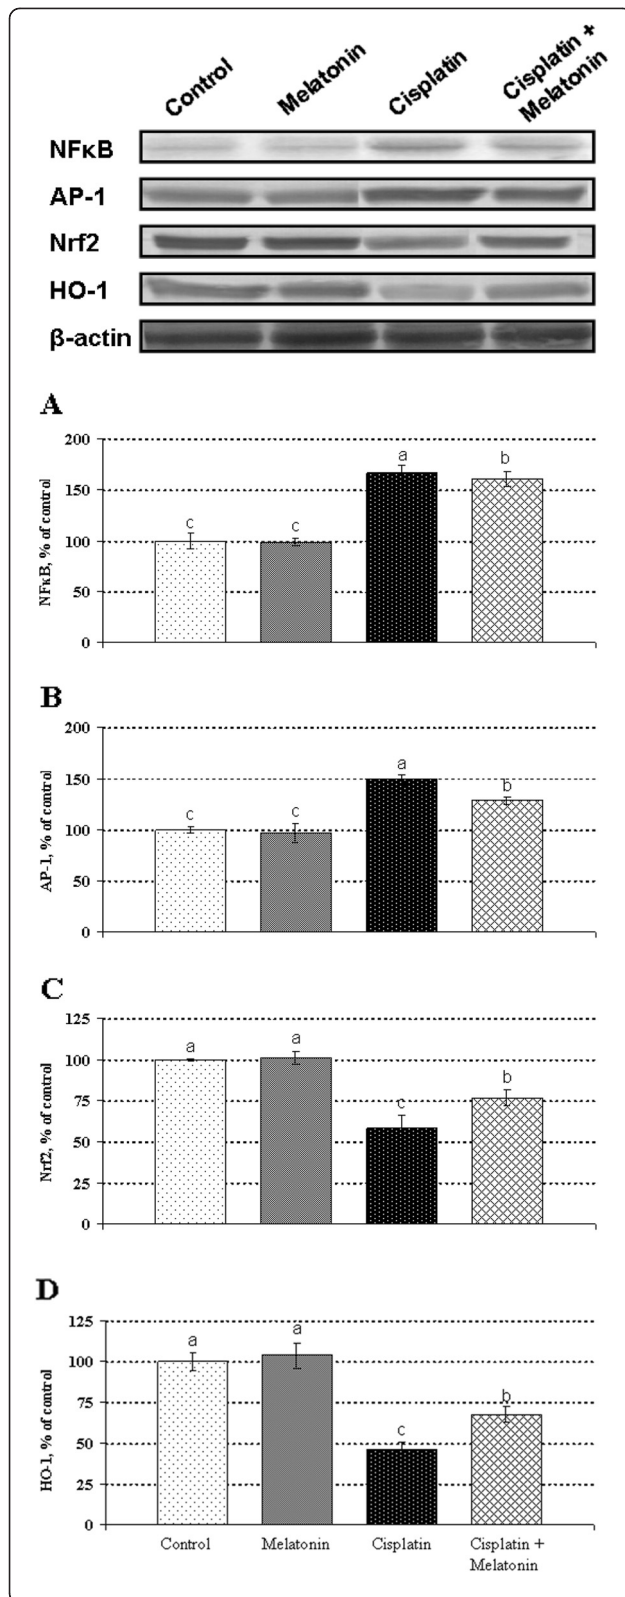 Control
Melatonin
Cisplatin
Cisplatin +
Melatonin
NFκB
AP-1
Nrf2
HO-1
β-actin
A
200
150
100
50
0
NFκB, % of control
c
c
a
b
B
200
150
100
50
0
AP-1, % of control
c
c
a
b
C
125
100
75
50
25
0
Nrf2, % of control
a
a
c
b
D
125
100
75
50
25
0
HO-1, % of control
a
a
c
b
Control
Melatonin
Cisplatin
Cisplatin +
Melatonin